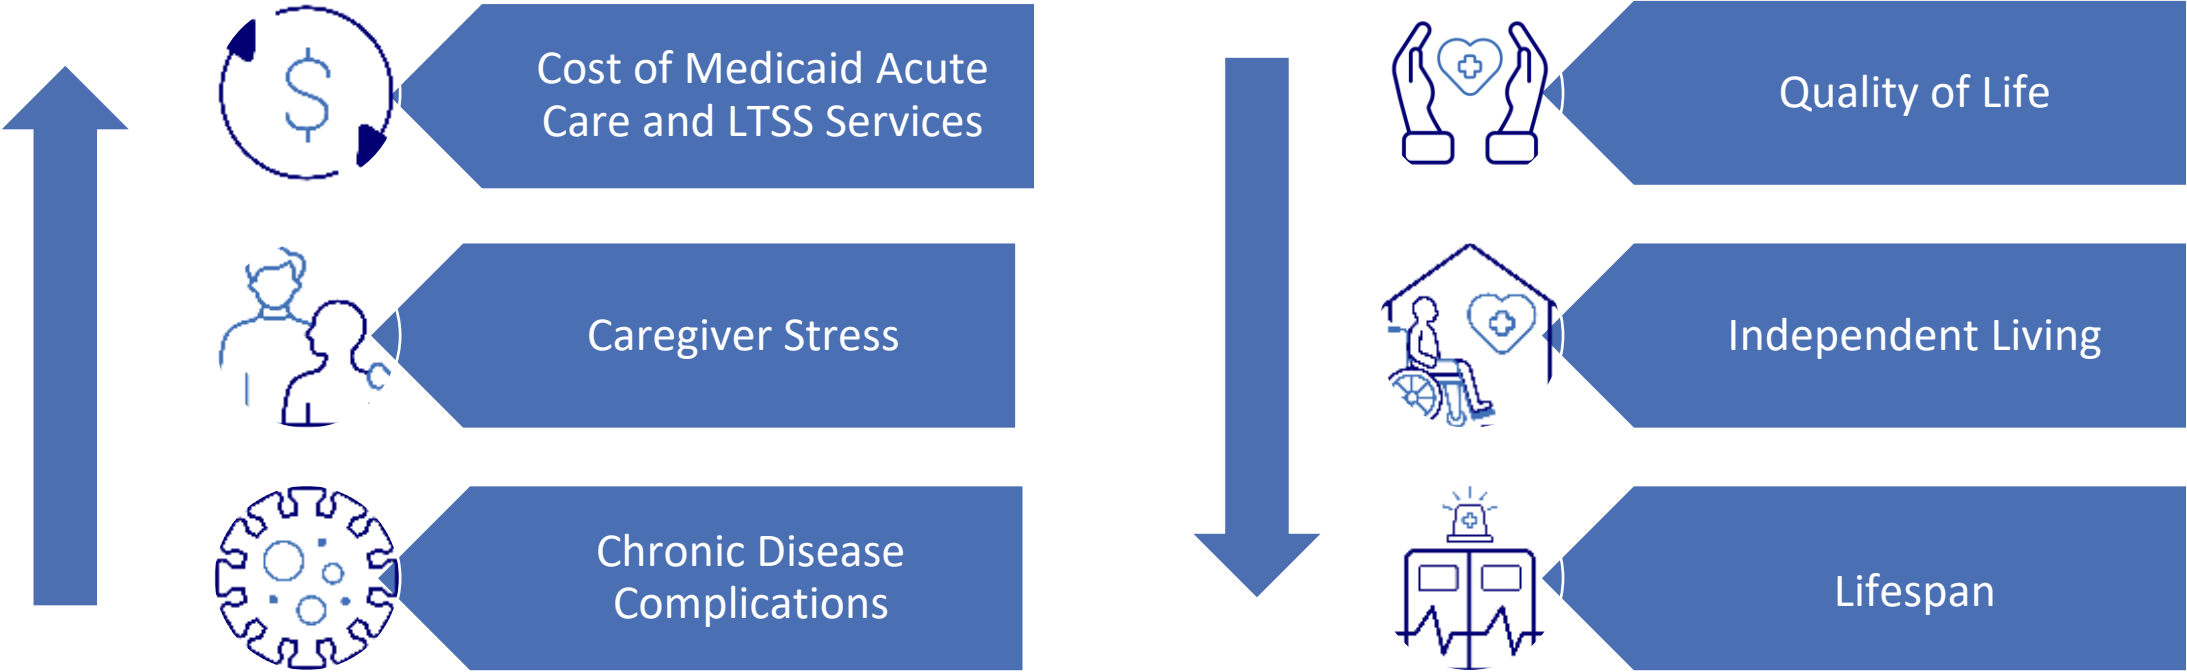 Cost of Medicaid Acute
Care and LTSS Services
Caregiver Stress
Chronic Disease
Complications
Quality of Life
Independent Living
Lifespan